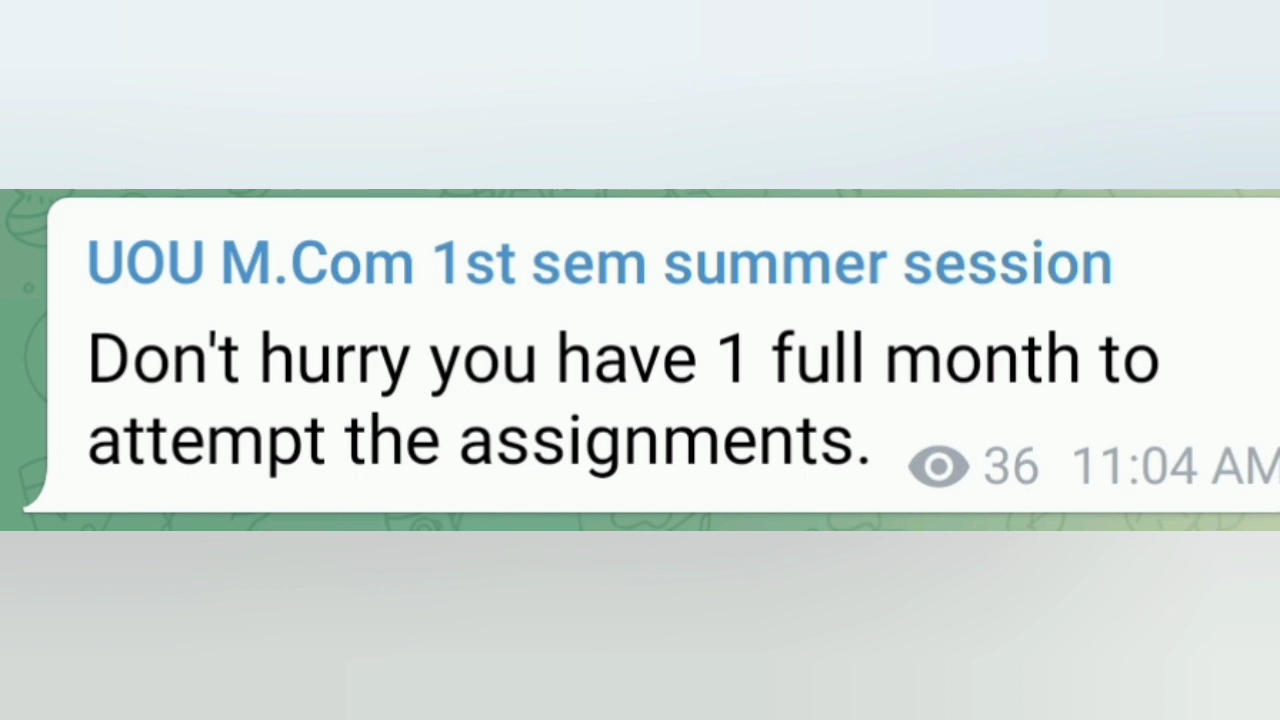 UOU M.Com 1st sem summer session
Don't hurry you have 1 full month to
attempt the assignments.
36 11:04 AM